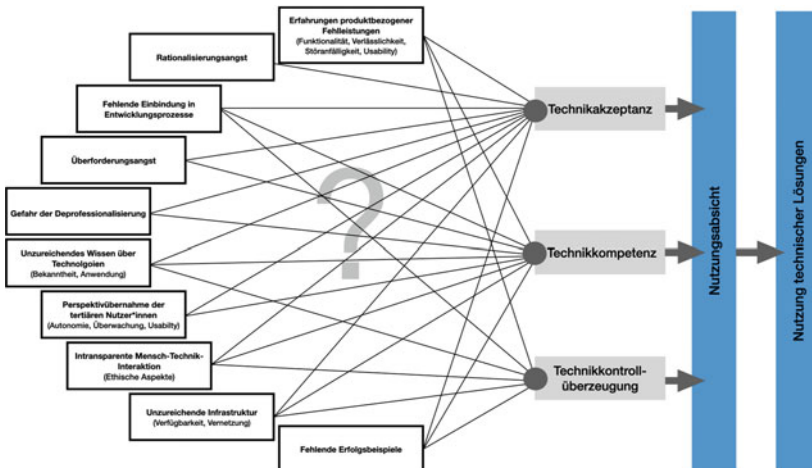 Erfahrungen produktbezogener
Fehlleistungen
(Funktionalität, Verlässlichkeit,
Störanfälligkeit, Usability)
Rationalisierungsangst
Fehlende Einbindung in
Entwicklungsprozesse
Überforderungsangst
Gefahr der Deprofessionalisierung
Unzureichendes Wissen über
Technolgoien
(Bekanntheit, Anwendung)
Perspektivübernahme der
tertiären Nutzer*innen
(Autonomie, Überwachung, Usabilty)
Intransparente Mensch-Technik-
Interaktion
(Ethische Aspekte)
Unzureichende Infrastruktur
(Verfügbarkeit, Vernetzung)
Fehlende Erfolgsbeispiele
?
Technikakzeptanz
Technikkompetenz
Technikkontroll-
überzeugung
Nutzungsabsicht
Nutzung technischer Lösungen